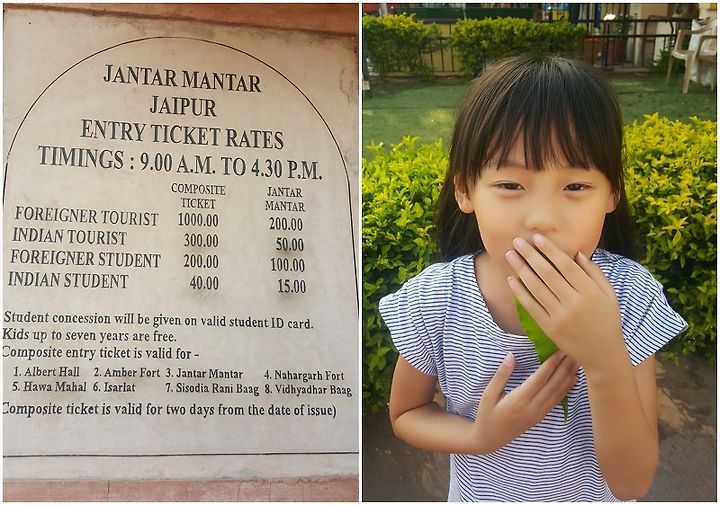 JANTAR MANTAR
JAIPUR
ENTRY TICKET RATES
TIMINGS : 9.00 A.M. TO 4.30 P.M.
COMPOSITE TICKET JANTAR MANTAR
FOREIGNER TOURIST 1000.00 200.00
INDIAN TOURIST 300.00 50.00
FOREIGNER STUDENT 200.00 100.00
INDIAN STUDENT 40.00 15.00
Student concession will be given on valid student ID card.
Kids up to seven years are free.
Composite entry ticket is valid for -
1. Albert Hall 2. Amber Fort 3. Jantar Mantar 4. Nahargarh Fort
5. Hawa Mahal 6. Isarlat 7. Sisodia Rani Baag 8. Vidhyadhar Baag
Composite ticket is valid for two days from the date of issue)